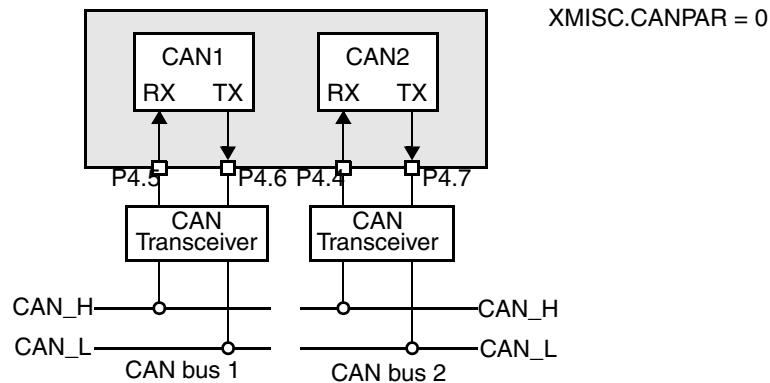 XMISC.CANPAR = 0
CAN1
CAN2
RX TX
RX TX
P4.5
P4.6
P4.4
P4.7
CAN
Transceiver
CAN
Transceiver
CAN_H
CAN_H
CAN_L
CAN_L
CAN bus 1
CAN bus 2